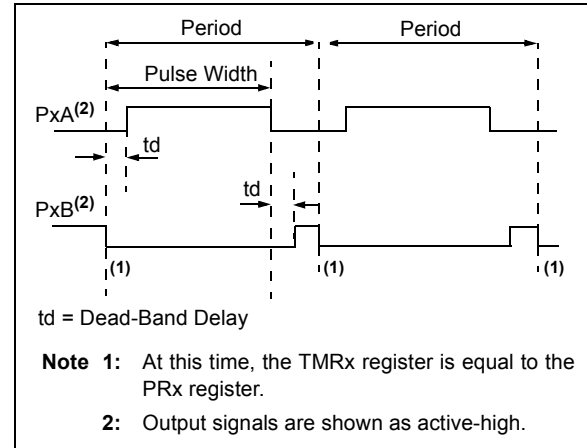 Period Period
Pulse Width
PxA(2)
td
td
PxB(2)
(1) (1) (1)
td = Dead-Band Delay
Note 1: At this time, the TMRx register is equal to the
PRx register.
2: Output signals are shown as active-high.